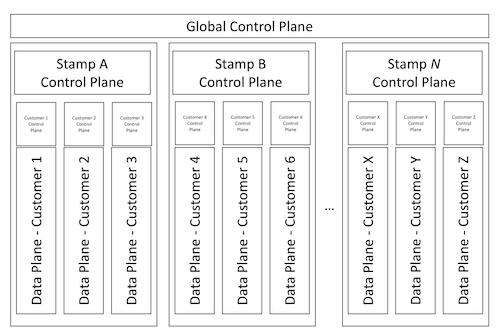 Global Control Plane
Stamp A
Control Plane
Customer 1
Control
Plane
Customer 2
Control
Plane
Customer 3
Control
Plane
Data Plane - Customer 1
Data Plane - Customer 2
Data Plane - Customer 3
Stamp B
Control Plane
Customer 4
Control
Plane
Customer 5
Control
Plane
Customer 6
Control
Plane
Data Plane - Customer 4
Data Plane - Customer 5
Data Plane - Customer 6
...
Stamp N
Control Plane
Customer X
Control
Plane
Customer Y
Control
Plane
Customer Z
Control
Plane
Data Plane - Customer X
Data Plane - Customer Y
Data Plane - Customer Z